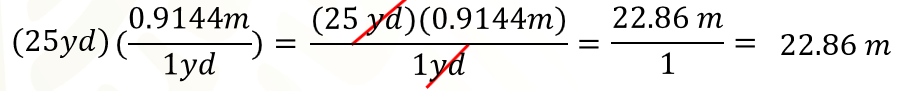 (25yd) (0.9144m / 1yd) = (25 yd)(0.9144m) / 1yd = 22.86 m / 1 = 22.86 m